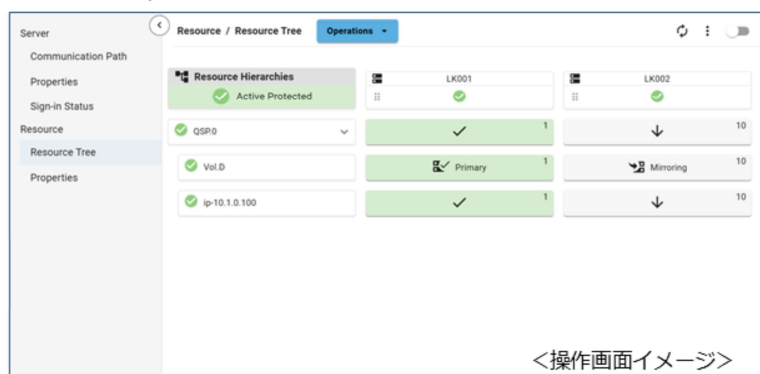 Server
Communication Path
Properties
Sign-in Status
Resource
Resource Tree
Properties
Resource / Resource Tree
Operations
Resource Hierarchies
Active Protected
LK001
LK002
QSP.0
1
10
Vol.D
Primary
1
Mirroring
10
ip-10.1.0.100
1
10
＜操作画面イメージ＞